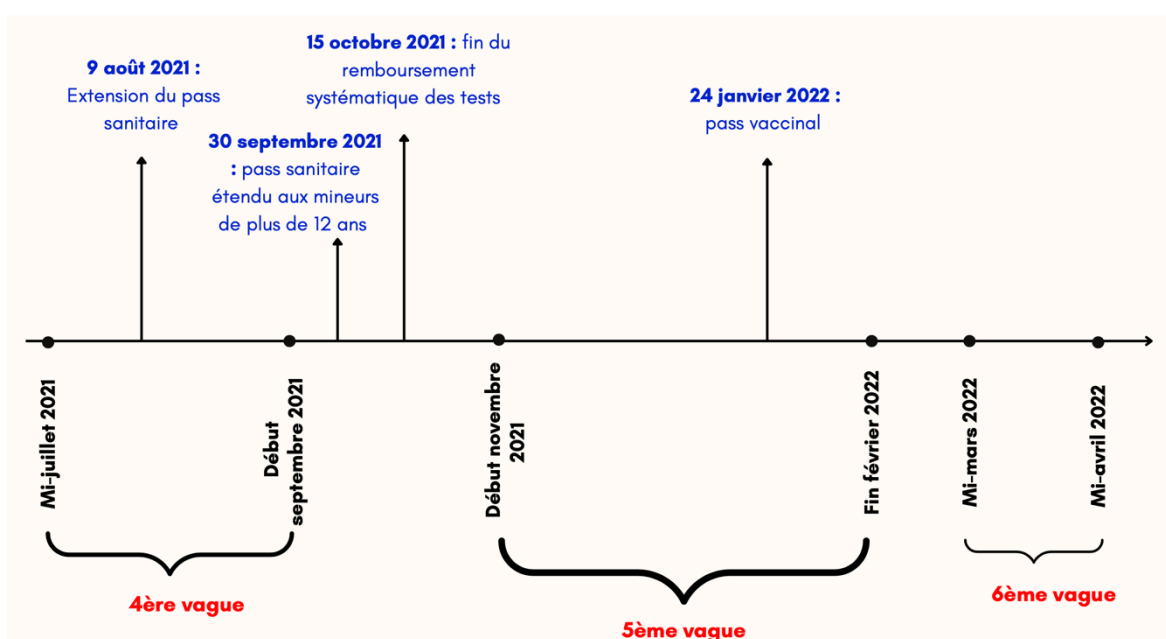 9 août 2021 :
Extension du pass
sanitaire
30 septembre 2021
: pass sanitaire
étendu aux mineurs
de plus de 12 ans
15 octobre 2021 : fin du
remboursement
systématique des tests
24 janvier 2022 :
pass vaccinal
Mi-juillet 2021
Début
septembre 2021
Début novembre
2021
Fin février 2022
Mi-mars 2022
Mi-avril 2022
4ère vague
5ème vague
6ème vague